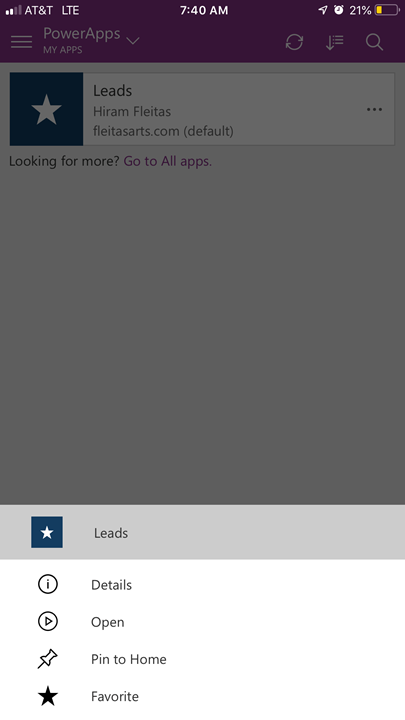 AT&T LTE 7:40 AM 21%
PowerApps
MY APPS
Leads
Hiram Fleitas
fleitasarts.com (default)
Looking for more? Go to All apps.
Leads
Details
Open
Pin to Home
Favorite